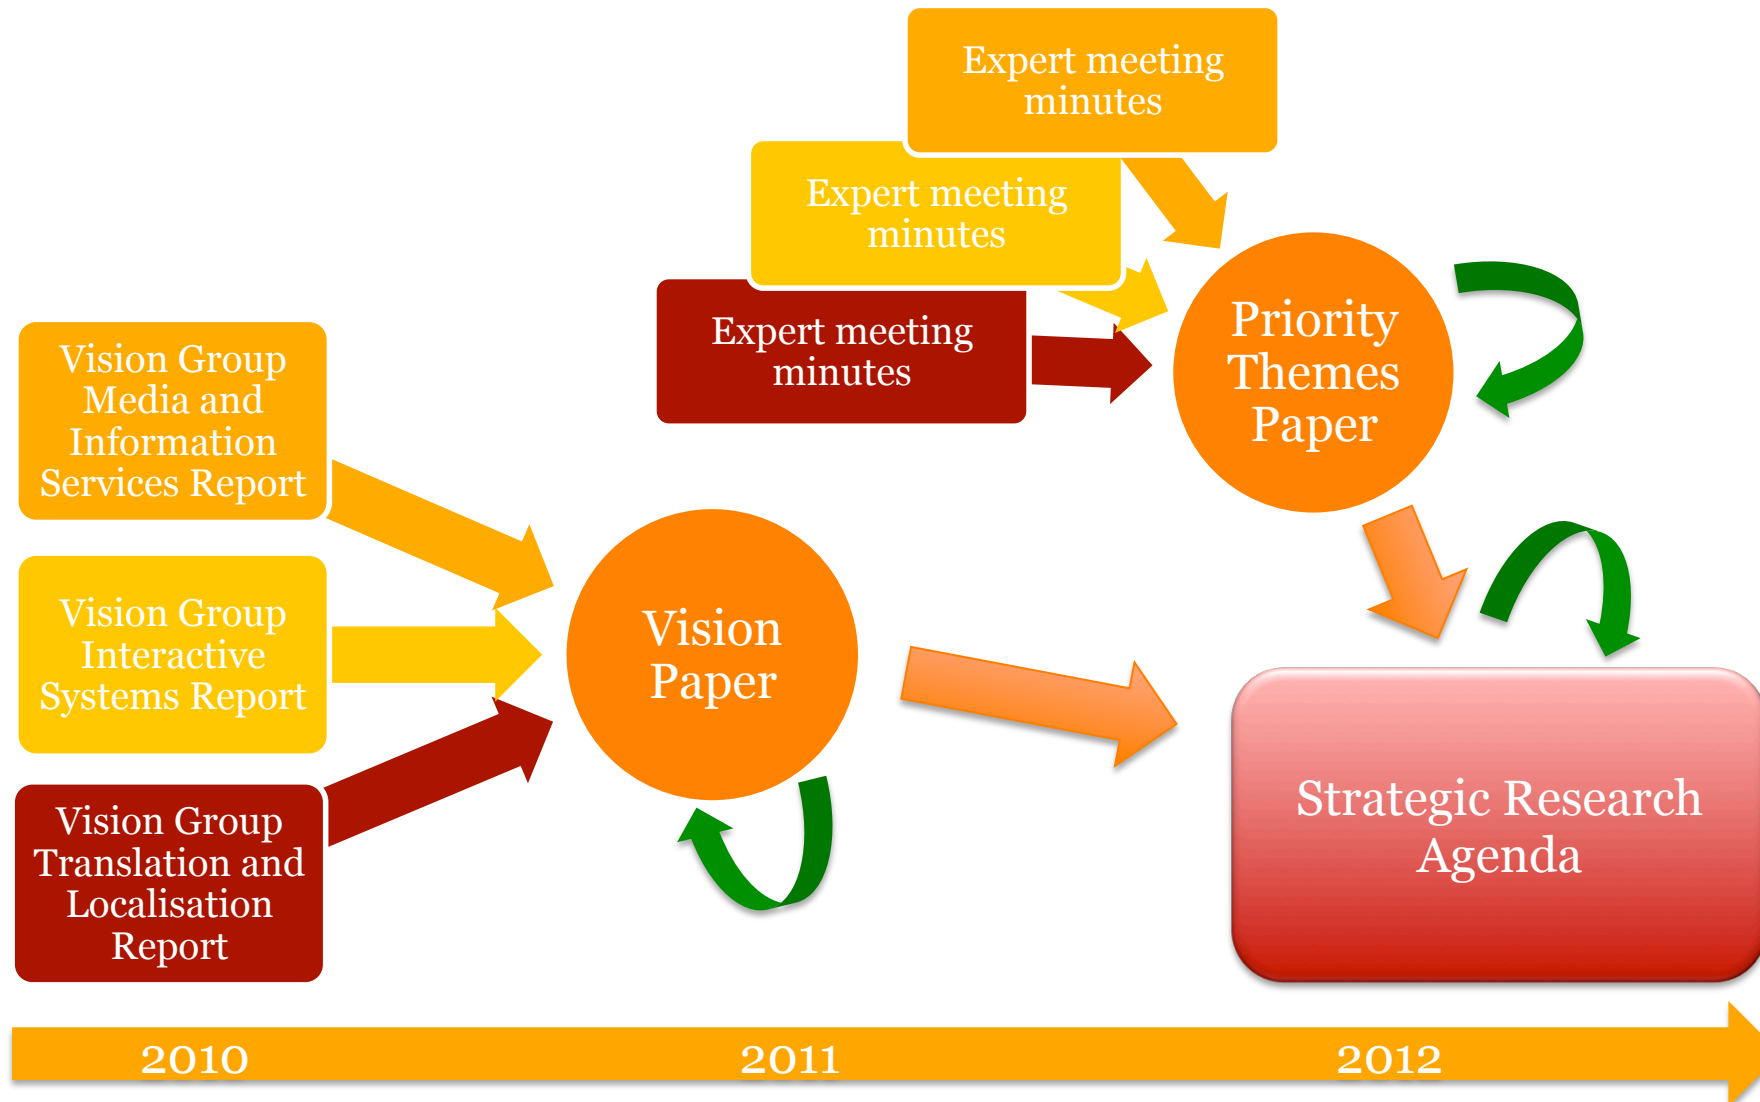 Expert meeting
minutes
Expert meeting
minutes
Expert meeting
minutes
Priority
Themes
Paper
Vision Group
Media and
Information
Services Report
Vision Group
Interactive
Systems Report
Vision Group
Translation and
Localisation
Report
Vision
Paper
Strategic Research
Agenda
2010
2011
2012